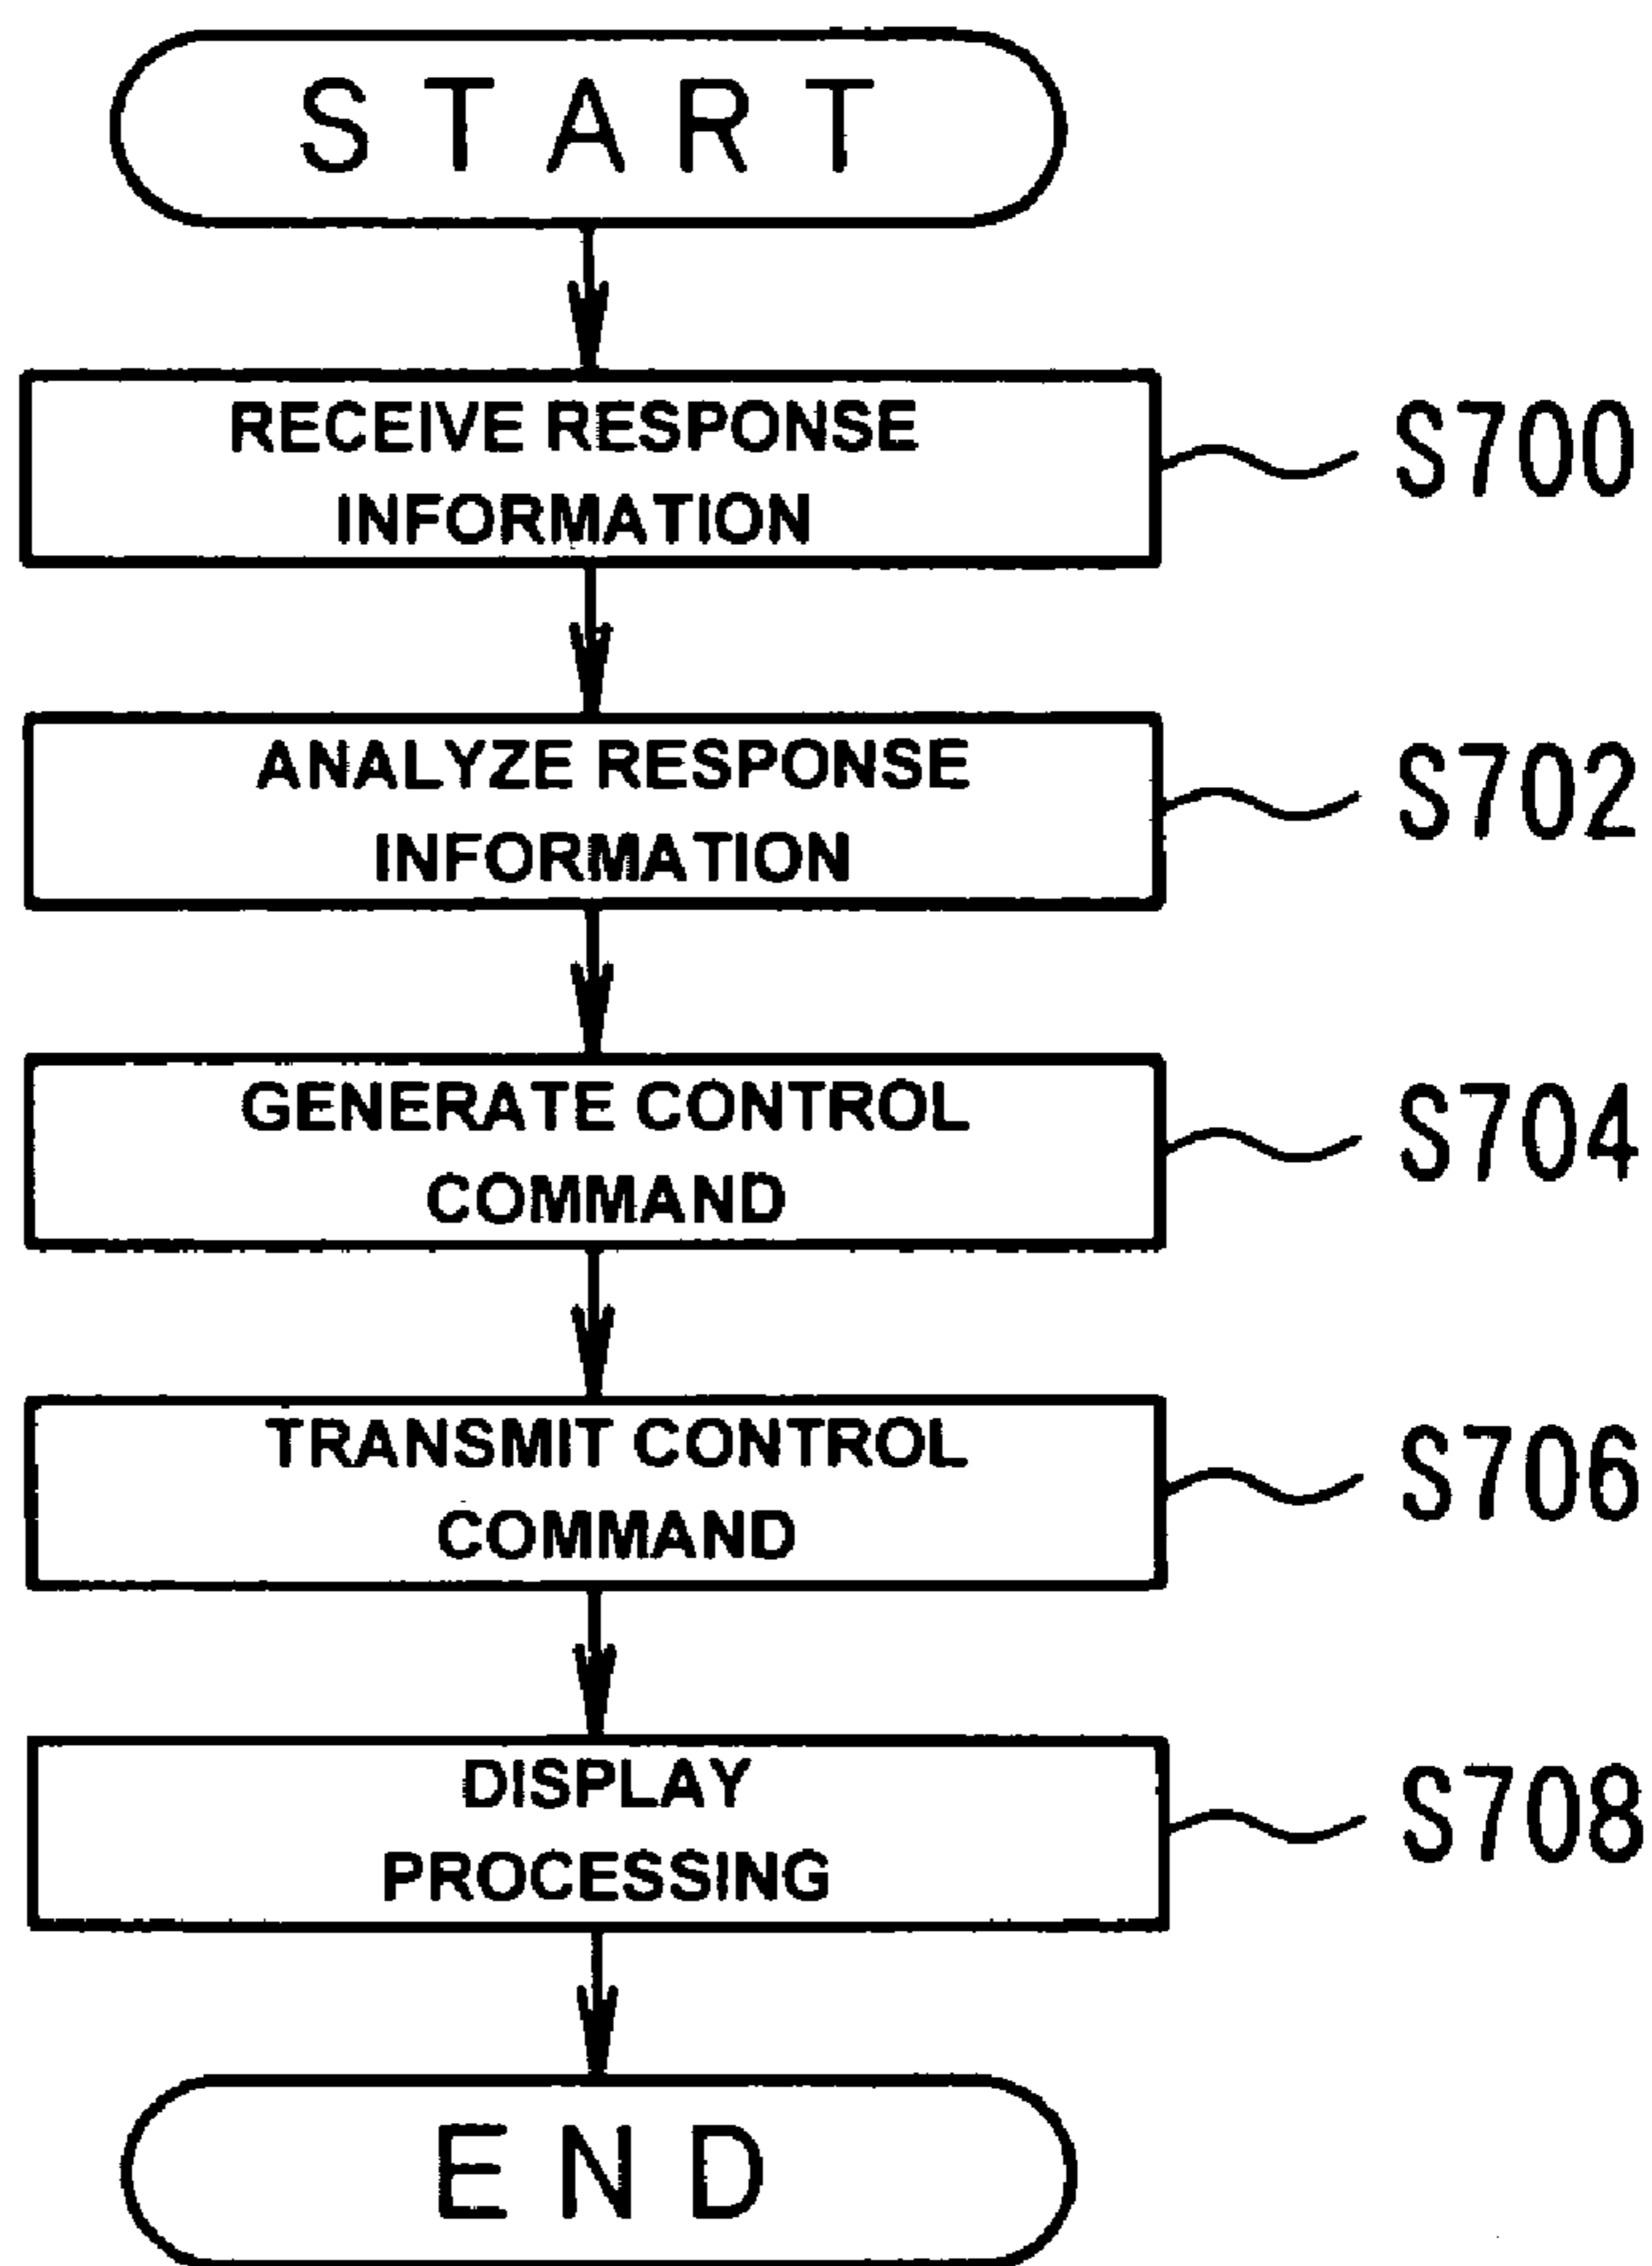 START
RECEIVE RESPONSE
INFORMATION
S700
ANALYZE RESPONSE
INFORMATION
S702
GENERATE CONTROL
COMMAND
S704
TRANSMIT CONTROL
COMMAND
S706
DISPLAY
PROCESSING
S708
END